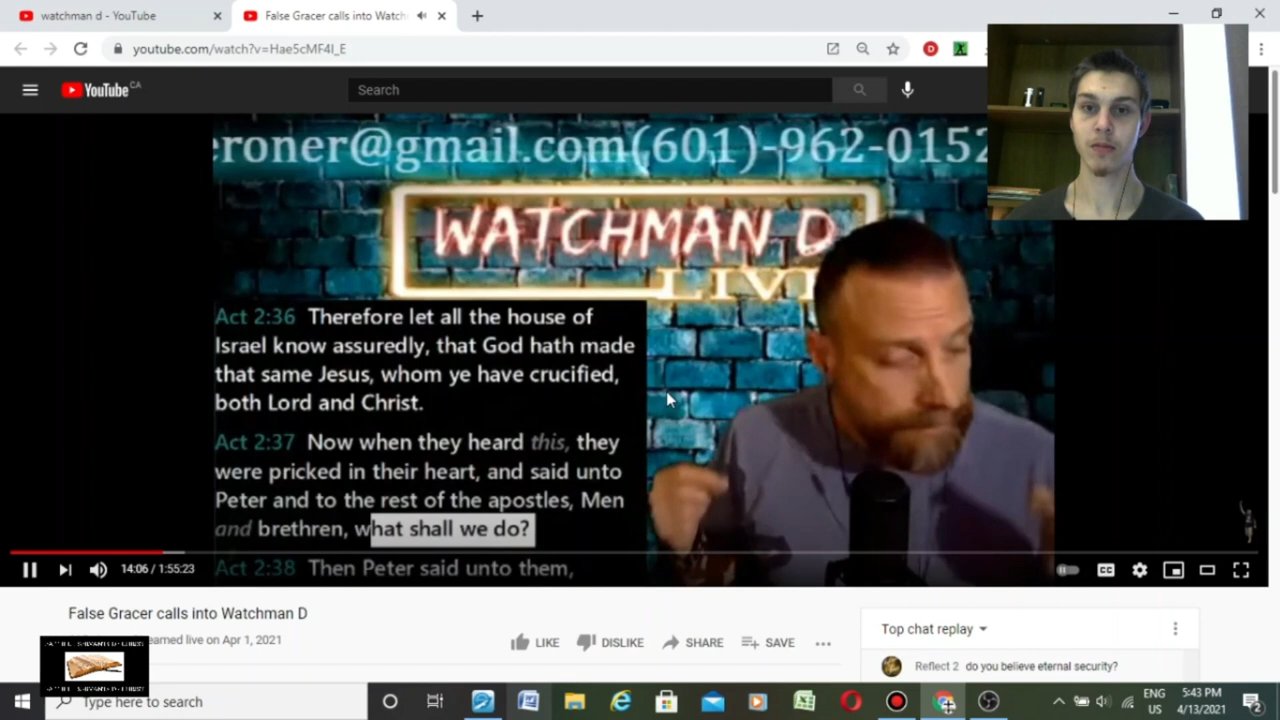 watchman d - YouTube
False Gracer calls into Watch
youtube.com/watch?v=Hae5cMF4l_E
YouTube CA
Search
eroner@gmail.com(601)-962-0152
WATCHMAN D
LIVE
Act 2:36 Therefore let all the house of
Israel know assuredly, that God hath made
that same Jesus, whom ye have crucified,
both Lord and Christ.
Act 2:37 Now when they heard this, they
were pricked in their heart, and said unto
Peter and to the rest of the apostles, Men
and brethren, what shall we do?
Act 2:38 Then Peter said unto them,
14:06 / 1:55:23
CC
False Gracer calls into Watchman D
eamed live on Apr 1, 2021
LIKE
DISLIKE
SHARE
SAVE
Top chat replay
Reflect 2 do you believe eternal security?
Type here to search
ENG
US
5:43 PM
4/13/2021
2